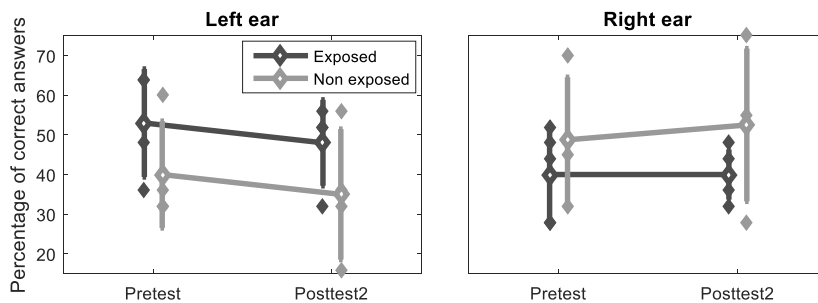 Left ear
Right ear
Percentage of correct answers
70
60
50
40
30
20
Exposed
Non exposed
Pretest
Posttest2
Pretest
Posttest2